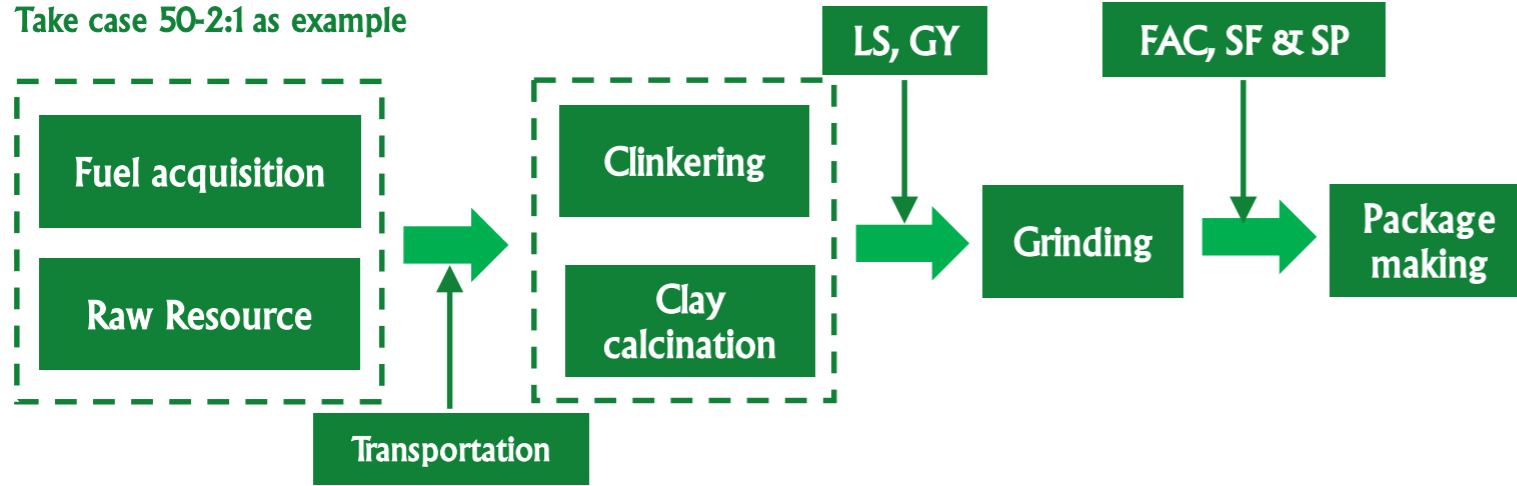 Take case 50-2:1 as example
LS, GY
FAC, SF & SP
Fuel acquisition
Raw Resource
Transportation
Clinkering
Clay
calcination
Grinding
Package
making